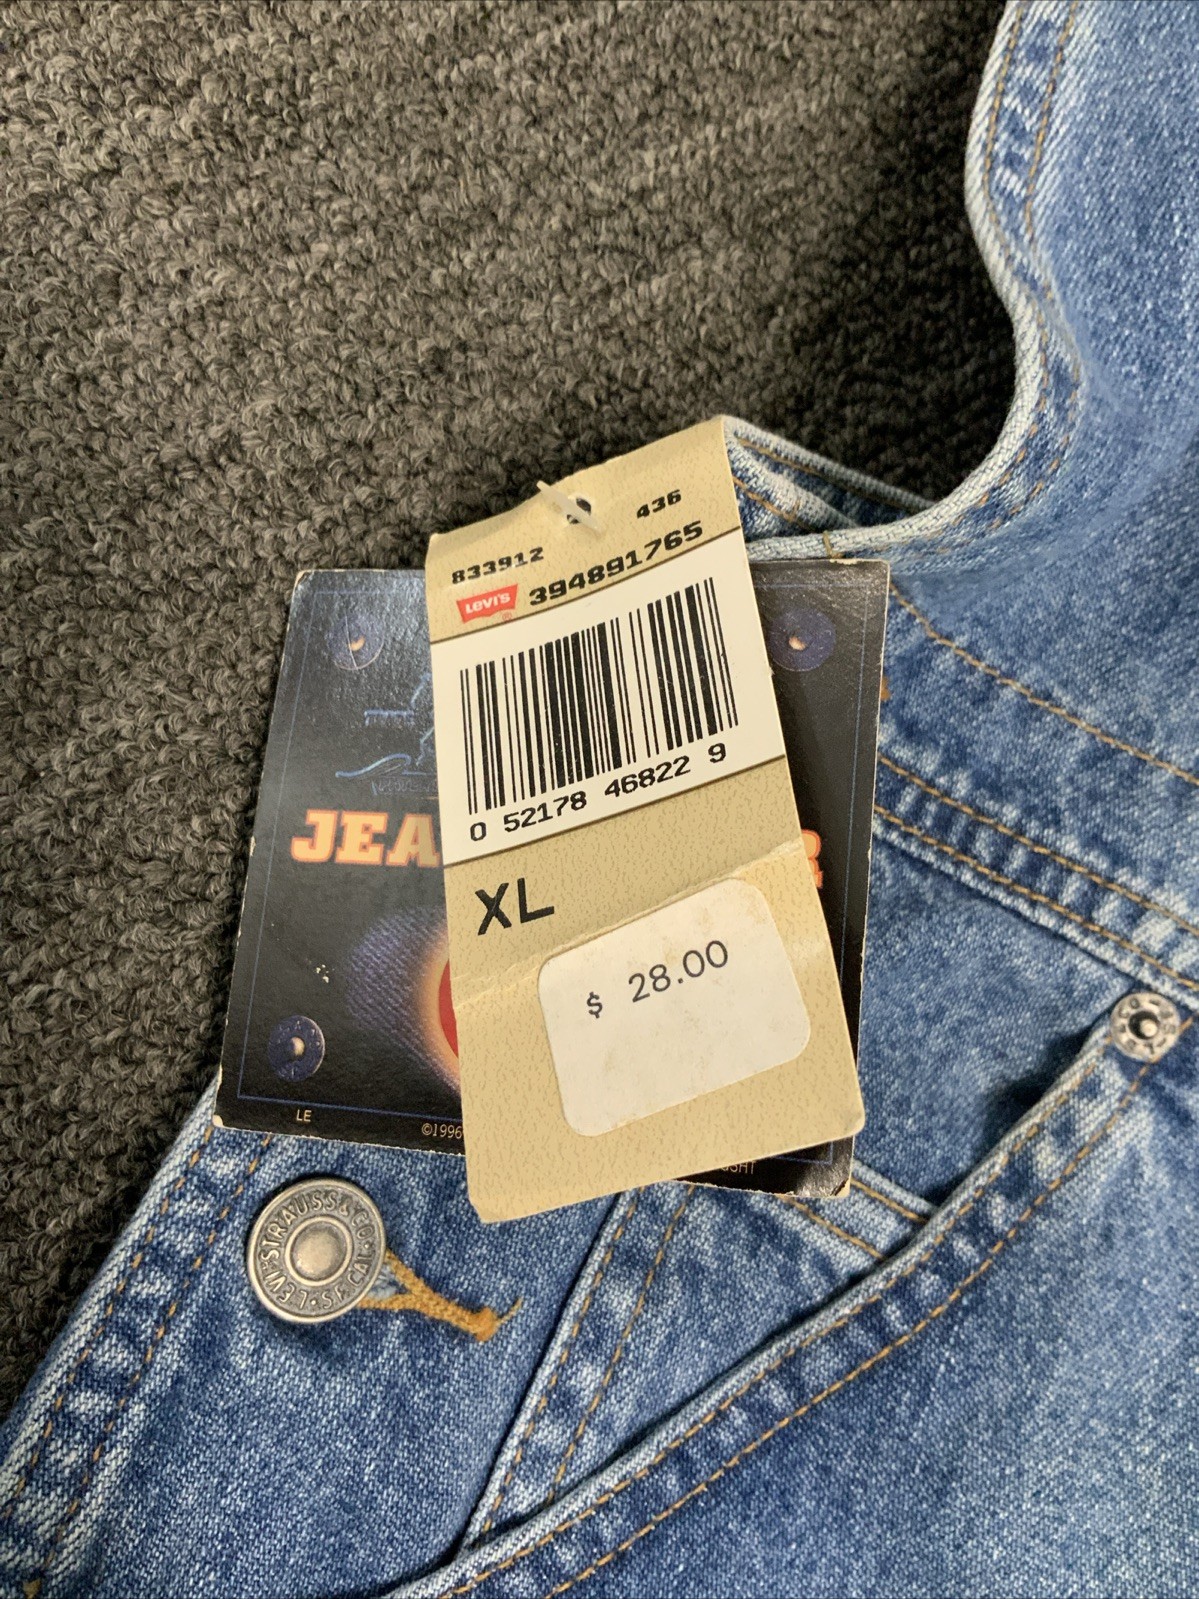 436
833912
LEVI'S ® 394891765
0 52178 46822 9
XL
$ 28.00
JEA
LE
©1996
LEVI STRAUSS & CO. S.F. CAL.